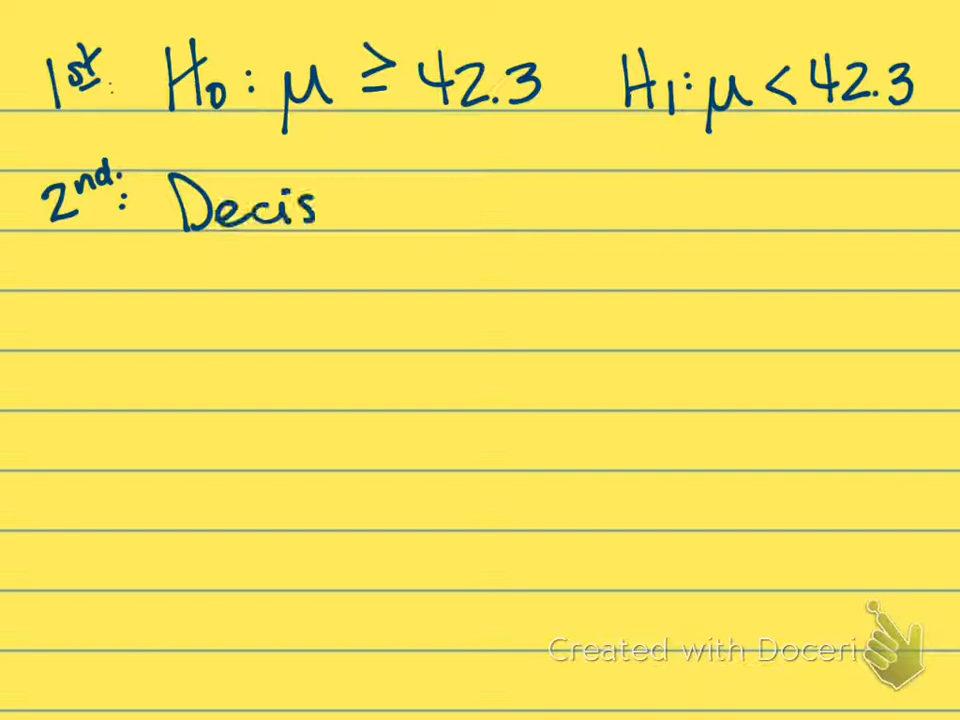 1st: H₀: μ ≥ 42.3 H₁: μ < 42.3
2nd.: Decis
Created with Doceri